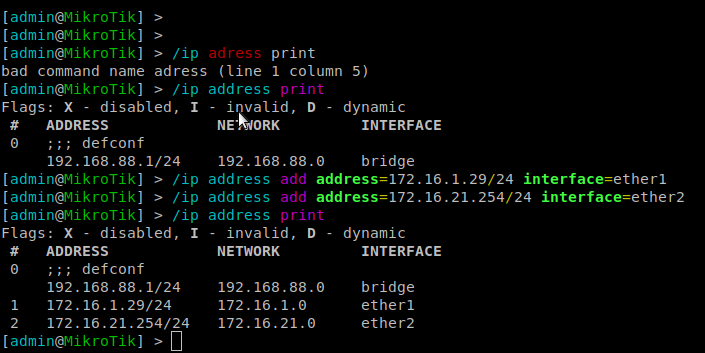 [admin@MikroTik] >
[admin@MikroTik] >
[admin@MikroTik] > /ip adress print
bad command name adress (line 1 column 5)
[admin@MikroTik] > /ip address print
Flags: X - disabled, I - invalid, D - dynamic
# ADDRESS NETWORK INTERFACE
0 ;;; defconf
192.168.88.1/24 192.168.88.0 bridge
[admin@MikroTik] > /ip address add address=172.16.1.29/24 interface=ether1
[admin@MikroTik] > /ip address add address=172.16.21.254/24 interface=ether2
[admin@MikroTik] > /ip address print
Flags: X - disabled, I - invalid, D - dynamic
# ADDRESS NETWORK INTERFACE
0 ;;; defconf
192.168.88.1/24 192.168.88.0 bridge
1 172.16.1.29/24 172.16.1.0 ether1
2 172.16.21.254/24 172.16.21.0 ether2
[admin@MikroTik] >